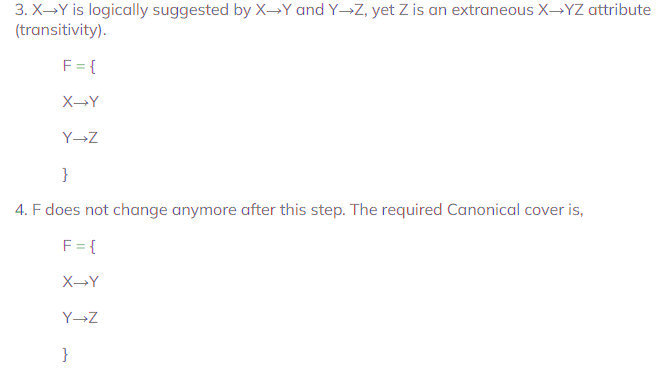 3. X→Y is logically suggested by X→Y and Y→Z, yet Z is an extraneous X→YZ attribute
(transitivity).
F = {
X→Y
Y→Z
}
4. F does not change anymore after this step. The required Canonical cover is,
F = {
X→Y
Y→Z
}